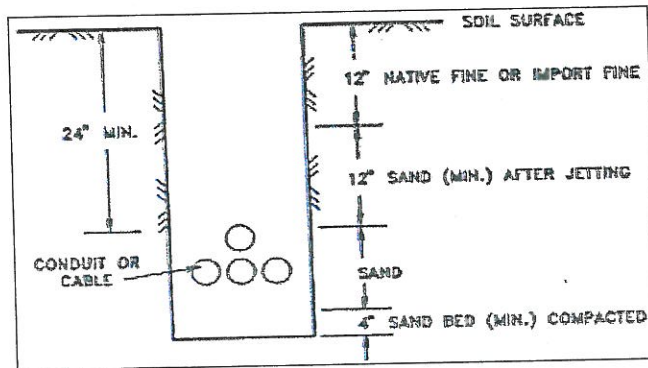 SOIL SURFACE
12" NATIVE FINE OR IMPORT FINE
24" MIN.
12" SAND (MIN.) AFTER JETTING
CONDUIT OR
CABLE
SAND
4" SAND BED (MIN.) COMPACTED